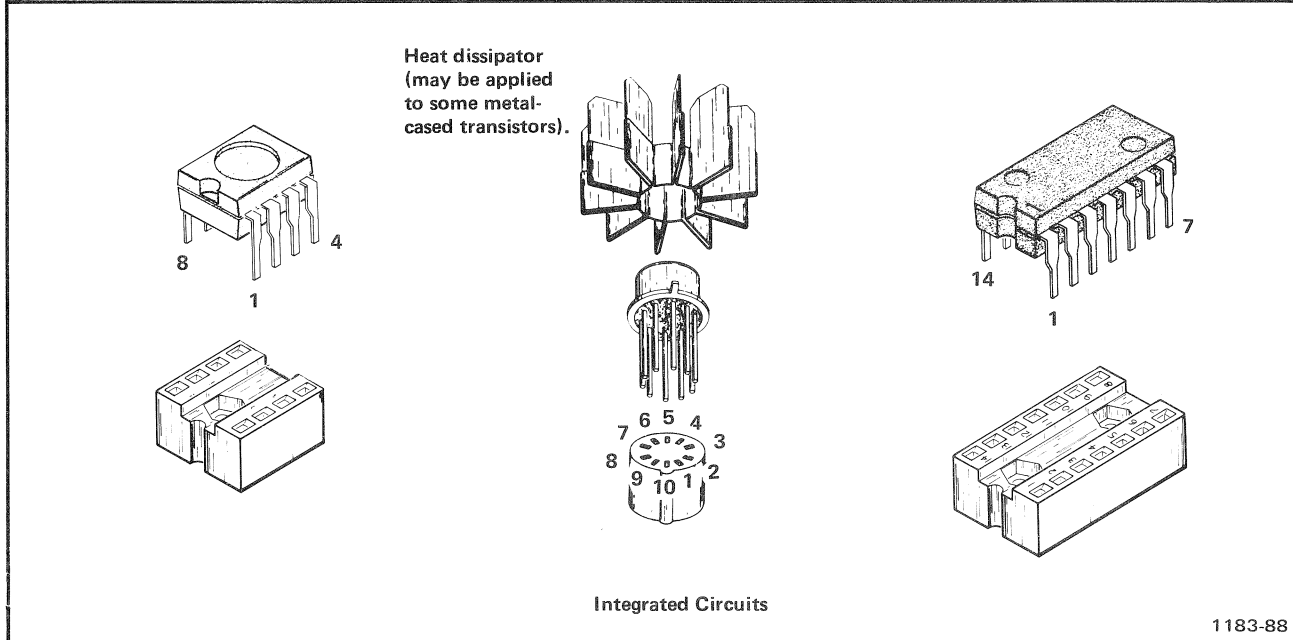 Heat dissipator
(may be applied
to some metal-
cased transistors).
8
4
1
14
7
1
6 5 4
7 3
8 2
9 10 1
Integrated Circuits
1183-88